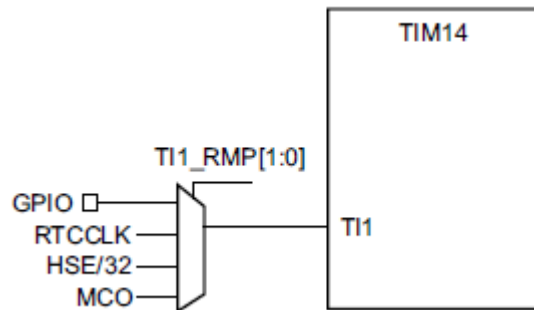 TIM14
TI1_RMP[1:0]
GPIO
RTCCLK
TI1
HSE/32
MCO